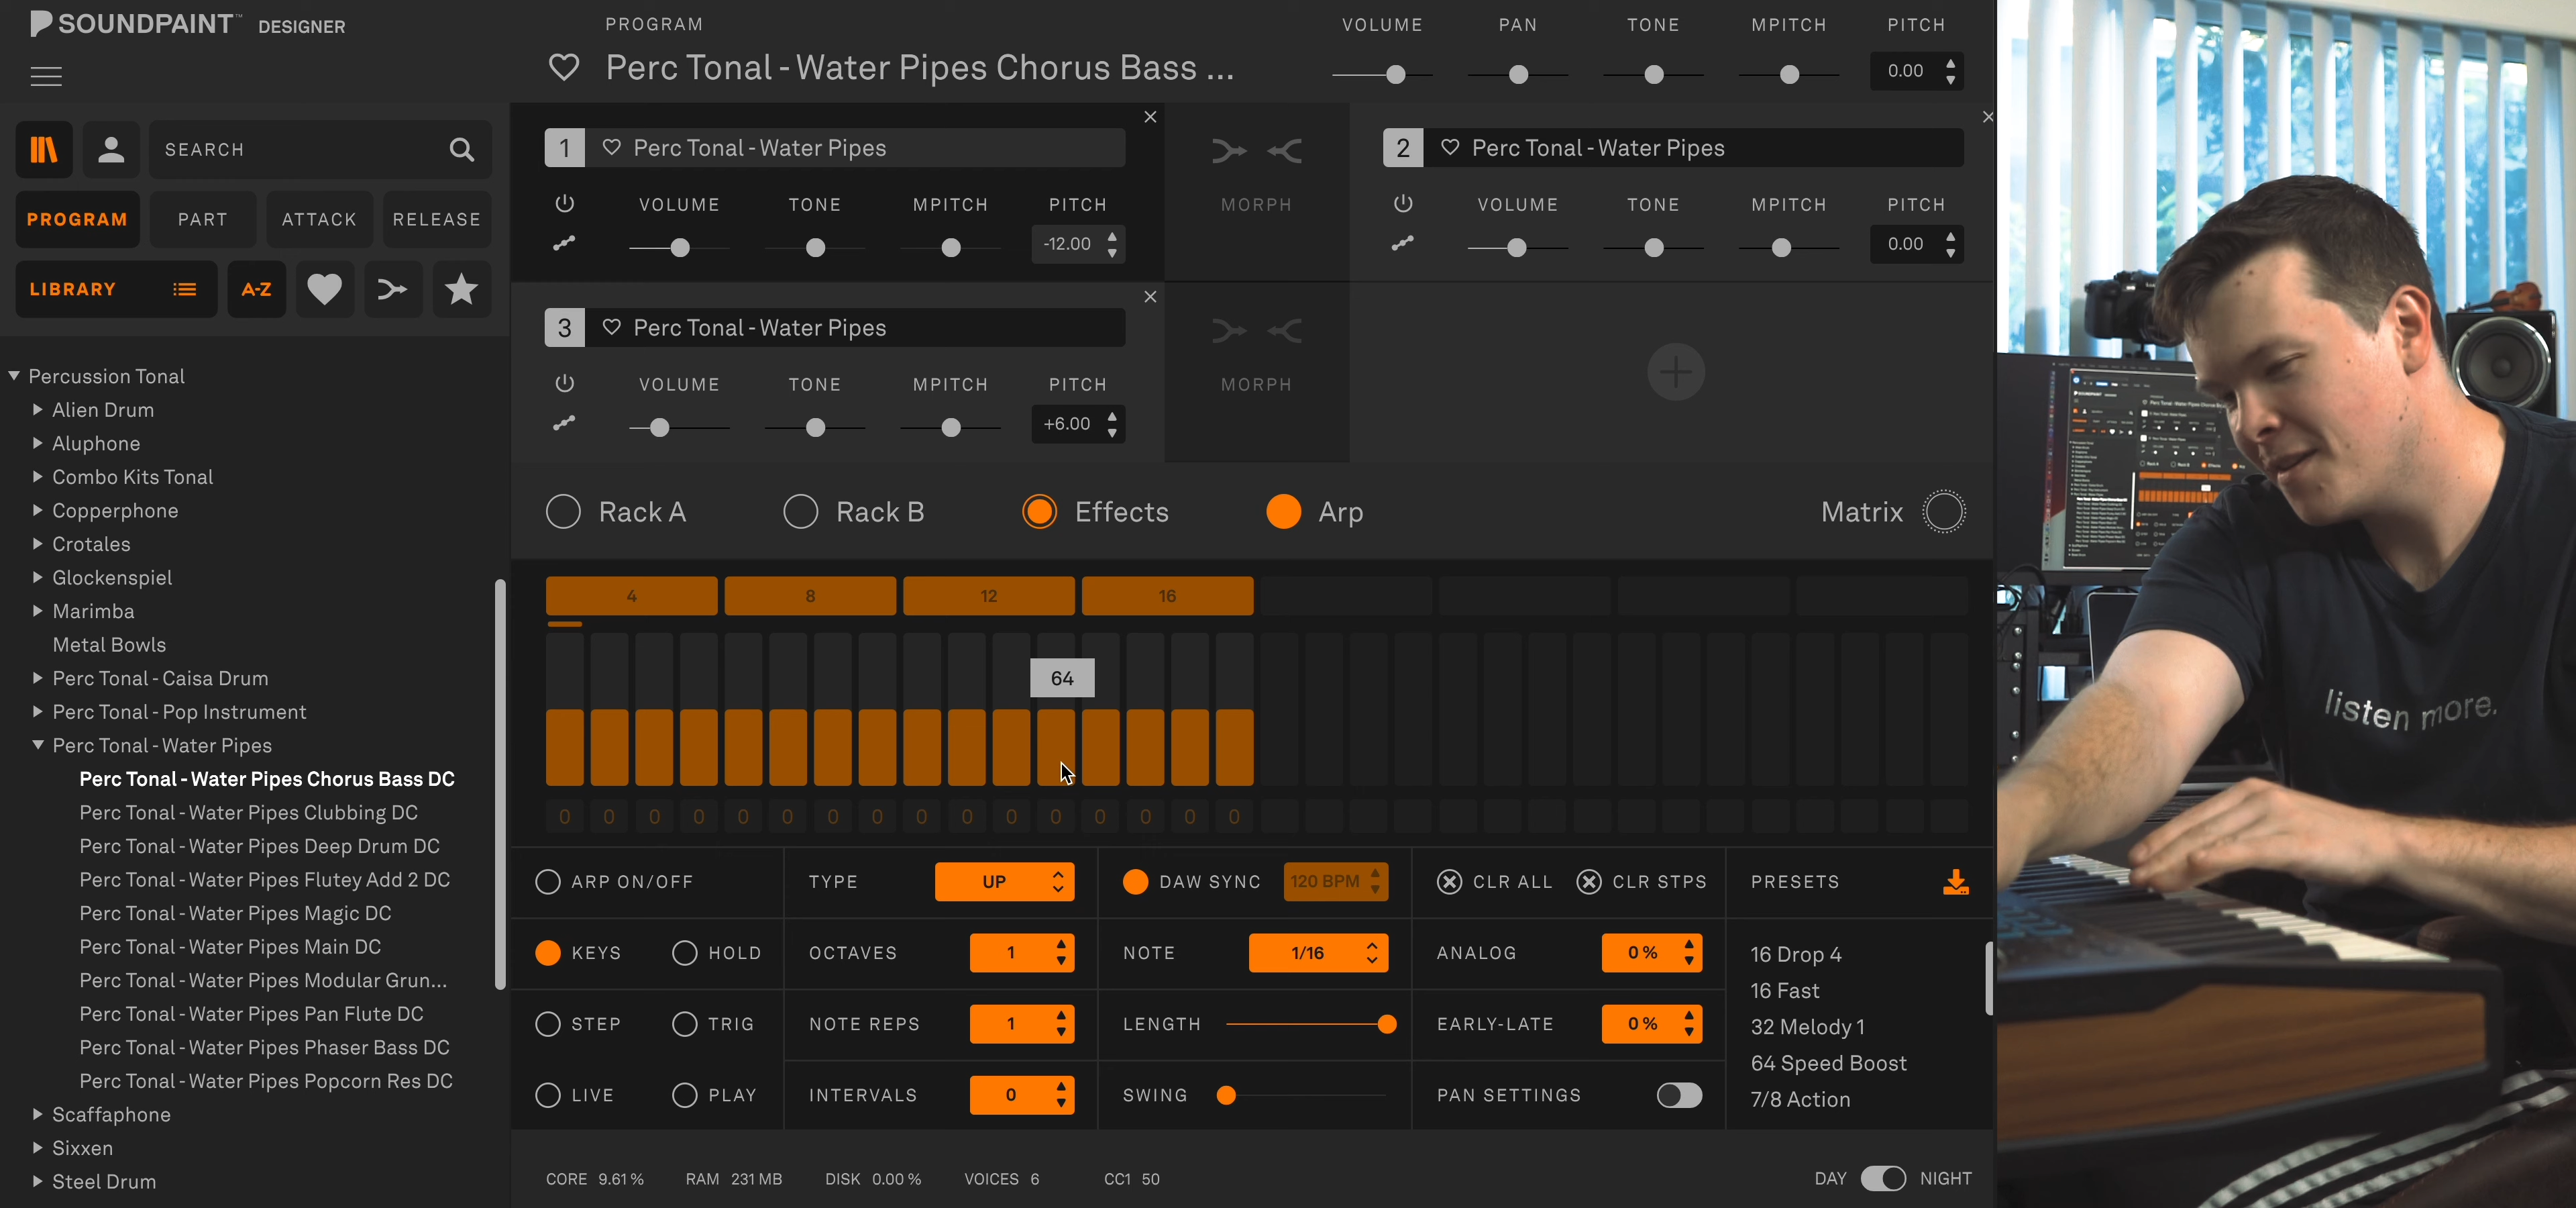 SOUNDPAINT™ DESIGNER
PROGRAM
Perc Tonal - Water Pipes Chorus Bass ...
VOLUME PAN TONE MPITCH PITCH
0.00
SEARCH
PROGRAM PART ATTACK RELEASE
LIBRARY A-Z
1 Perc Tonal - Water Pipes
VOLUME TONE MPITCH PITCH
-12.00
MORPH
2 Perc Tonal - Water Pipes
VOLUME TONE MPITCH PITCH
0.00
3 Perc Tonal - Water Pipes
VOLUME TONE MPITCH PITCH
+6.00
MORPH
Percussion Tonal
Alien Drum
Aluphone
Combo Kits Tonal
Copperphone
Crotales
Glockenspiel
Marimba
Metal Bowls
Perc Tonal - Caisa Drum
Perc Tonal - Pop Instrument
Perc Tonal - Water Pipes
Perc Tonal - Water Pipes Chorus Bass DC
Perc Tonal - Water Pipes Clubbing DC
Perc Tonal - Water Pipes Deep Drum DC
Perc Tonal - Water Pipes Flutey Add 2 DC
Perc Tonal - Water Pipes Magic DC
Perc Tonal - Water Pipes Main DC
Perc Tonal - Water Pipes Modular Grun...
Perc Tonal - Water Pipes Pan Flute DC
Perc Tonal - Water Pipes Phaser Bass DC
Perc Tonal - Water Pipes Popcorn Res DC
Scaffaphone
Sixxen
Steel Drum
Rack A Rack B Effects Arp Matrix
4 8 12 16
64
0 0 0 0 0 0 0 0 0 0 0 0 0 0 0 0
ARP ON/OFF TYPE UP DAW SYNC 120 BPM CLR ALL CLR STPS PRESETS
KEYS HOLD OCTAVES 1 NOTE 1/16 ANALOG 0 %
STEP TRIG NOTE REPS 1 LENGTH EARLY-LATE 0 %
LIVE PLAY INTERVALS 0 SWING PAN SETTINGS
16 Drop 4
16 Fast
32 Melody 1
64 Speed Boost
7/8 Action
CORE 9.61 % RAM 231 MB DISK 0.00 % VOICES 6 CC1 50
DAY NIGHT
listen more.